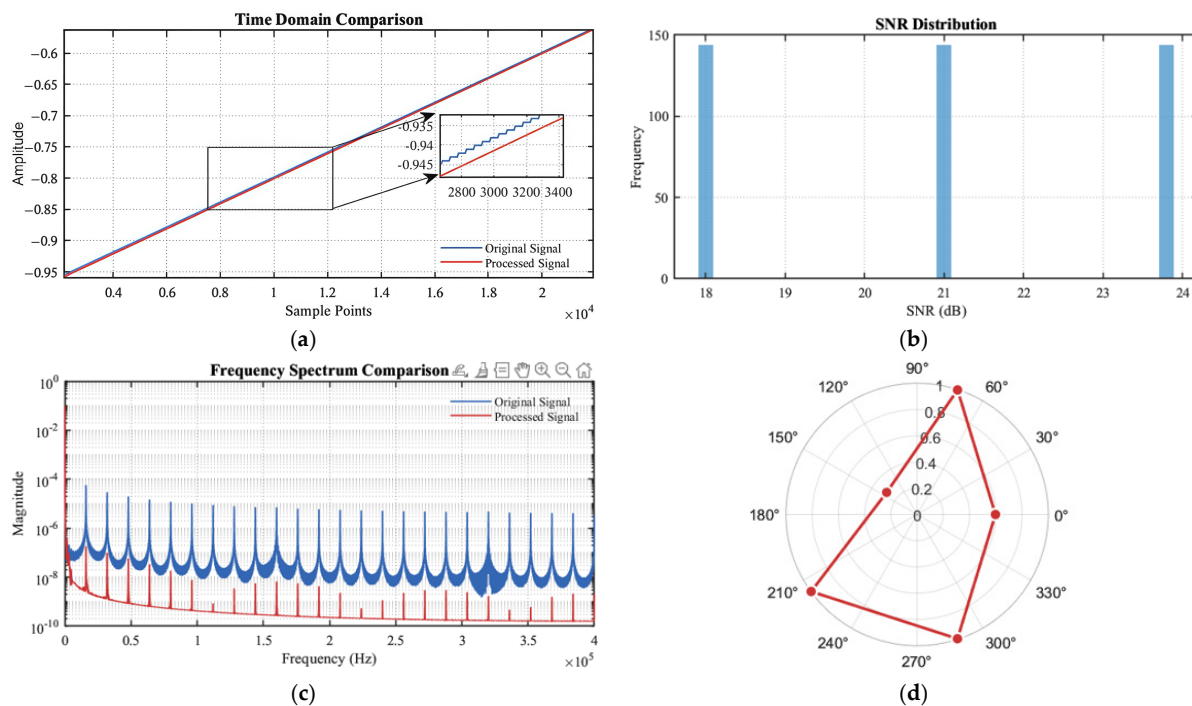 Time Domain Comparison
−0.6
−0.65
−0.7
−0.75
−0.8
−0.85
−0.9
−0.95
Amplitude
-0.935
-0.94
-0.945
2800 3000 3200 3400
Original Signal
Processed Signal
0.4 0.6 0.8 1 1.2 1.4 1.6 1.8 2
Sample Points
×10⁴
(a)
SNR Distribution
150
100
50
0
Frequency
18 19 20 21 22 23 24
SNR (dB)
(b)
Frequency Spectrum Comparison
10⁰
10⁻²
10⁻⁴
10⁻⁶
10⁻⁸
10⁻¹⁰
Magnitude
Original Signal
Processed Signal
0 0.5 1 1.5 2 2.5 3 3.5 4
Frequency (Hz)
×10⁵
(c)
90°
120° 60°
150° 30°
180° 0°
210° 330°
240° 300°
270°
1
0.8
0.6
0.4
0.2
0
(d)